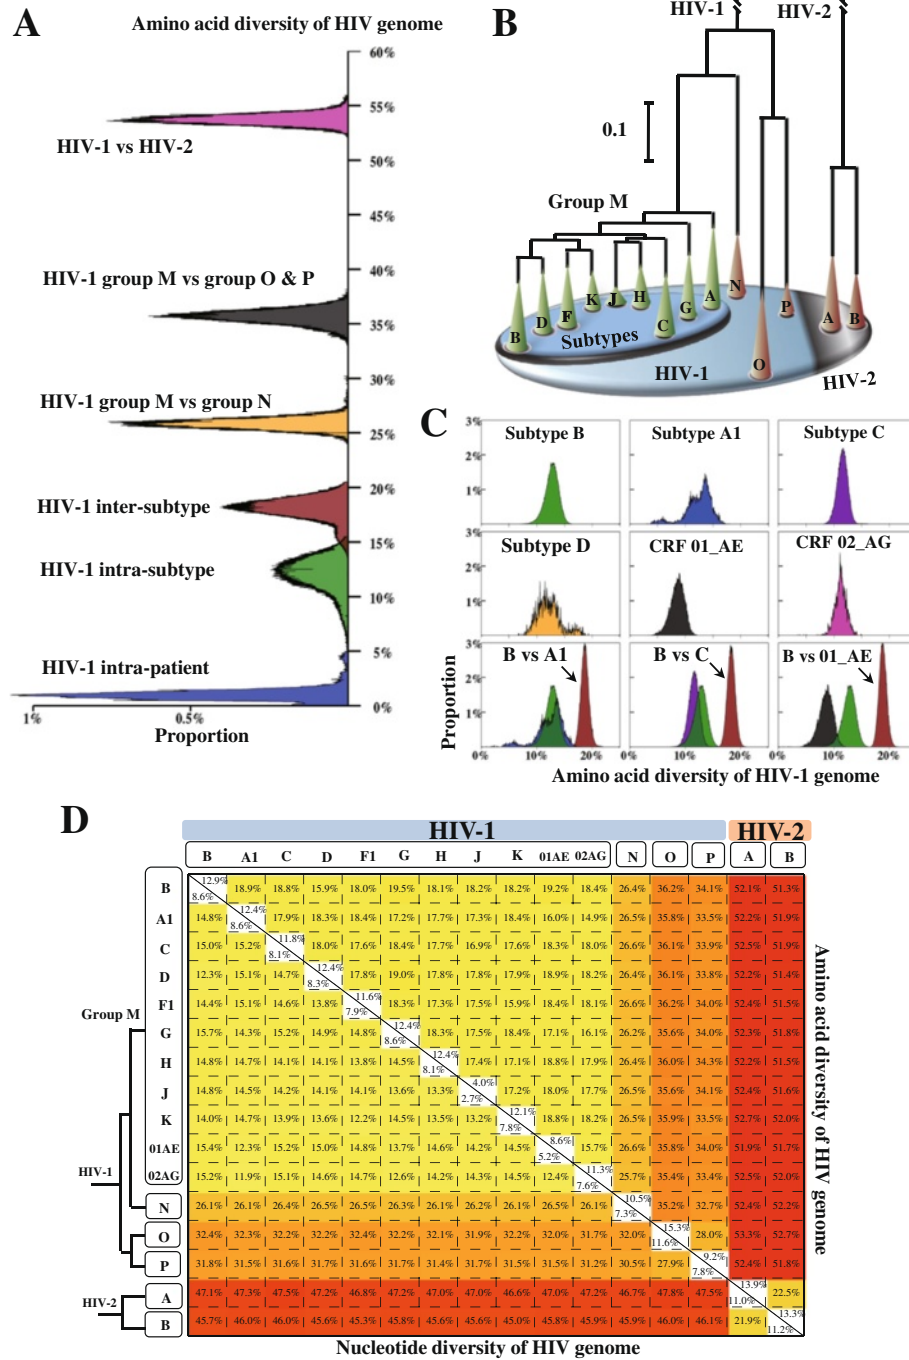 A
Amino acid diversity of HIV genome
60%
55%
HIV-1 vs HIV-2
50%
45%
HIV-1 group M vs group O & P
40%
35%
30%
HIV-1 group M vs group N
25%
20%
HIV-1 inter-subtype
15%
HIV-1 intra-subtype
10%
HIV-1 intra-patient
5%
0%
1% 0.5%
Proportion
B
HIV-1 HIV-2
0.1
Group M
B D F K J H C G A N O P A B
Subtypes
HIV-1
HIV-2
C
3% 2% 1%
Subtype B Subtype A1 Subtype C
3% 2% 1%
Subtype D CRF 01_AE CRF 02_AG
3% 2% 1%
B vs A1 B vs C B vs 01_AE
Proportion
0% 10% 20% 0% 10% 20% 0% 10% 20%
Amino acid diversity of HIV-1 genome
D
HIV-1 HIV-2
B A1 C D F1 G H J K 01AE 02AG N O P A B
B 12.9% 8.6% 18.9% 18.8% 15.9% 18.0% 19.5% 18.1% 18.2% 18.2% 19.2% 18.4% 26.4% 36.2% 34.1% 52.1% 51.3%
A1 14.8% 12.4% 8.6% 17.9% 18.3% 18.4% 17.2% 17.7% 17.3% 18.4% 16.0% 14.9% 26.5% 35.8% 33.5% 52.2% 51.9%
C 15.0% 15.2% 11.8% 8.1% 18.0% 17.6% 18.4% 17.7% 16.9% 17.6% 18.3% 18.0% 26.6% 36.1% 33.9% 52.5% 51.9%
D 12.3% 15.1% 14.7% 12.4% 8.3% 17.8% 19.0% 17.8% 17.8% 17.9% 18.9% 18.2% 26.4% 36.1% 33.8% 52.2% 51.4%
F1 14.4% 15.1% 14.6% 13.8% 11.6% 7.9% 18.3% 17.3% 17.5% 15.9% 18.4% 18.1% 26.6% 36.2% 34.0% 52.4% 51.5%
G 15.7% 14.3% 15.2% 14.9% 14.8% 12.4% 8.6% 18.3% 17.5% 18.4% 17.1% 16.1% 26.2% 35.6% 34.0% 52.3% 51.8%
H 14.8% 14.7% 14.1% 14.1% 13.8% 14.5% 12.4% 8.1% 17.4% 17.1% 18.8% 17.9% 26.4% 36.0% 34.3% 52.2% 51.5%
J 14.8% 14.5% 14.2% 14.1% 14.1% 13.6% 13.3% 4.0% 2.7% 17.2% 18.0% 17.7% 26.5% 35.6% 34.1% 52.4% 51.6%
K 14.0% 14.7% 13.9% 13.6% 12.2% 14.5% 13.5% 13.2% 12.1% 7.8% 18.8% 18.2% 26.5% 35.9% 33.5% 52.7% 52.0%
01AE 15.4% 12.3% 15.2% 15.0% 14.8% 13.7% 14.6% 14.2% 14.5% 8.6% 5.2% 15.7% 26.6% 35.8% 34.0% 51.9% 51.7%
02AG 15.2% 11.9% 15.1% 14.6% 14.7% 12.6% 14.2% 14.3% 14.5% 12.4% 11.3% 7.6% 25.7% 35.4% 33.4% 52.5% 52.0%
N 26.1% 26.1% 26.4% 26.5% 26.5% 26.3% 26.1% 26.2% 26.1% 26.5% 26.1% 10.5% 7.3% 35.2% 32.7% 52.4% 52.2%
O 32.4% 32.3% 32.2% 32.2% 32.4% 32.2% 32.1% 31.9% 32.2% 32.0% 31.7% 32.0% 15.3% 11.6% 28.0% 53.3% 52.7%
P 31.8% 31.5% 31.6% 31.7% 31.6% 31.7% 31.4% 31.7% 31.5% 31.5% 31.2% 30.5% 27.9% 9.2% 7.8% 52.4% 51.8%
A 47.1% 47.3% 47.5% 47.2% 46.8% 47.2% 47.0% 47.0% 46.6% 47.0% 47.2% 46.7% 47.8% 47.5% 13.9% 11.0% 22.5%
B 45.7% 46.0% 46.0% 45.6% 45.3% 45.8% 45.6% 45.6% 45.0% 45.8% 45.9% 45.9% 46.0% 46.1% 21.9% 13.3% 11.2%
Group M
HIV-1
HIV-2
Amino acid diversity of HIV genome
Nucleotide diversity of HIV genome